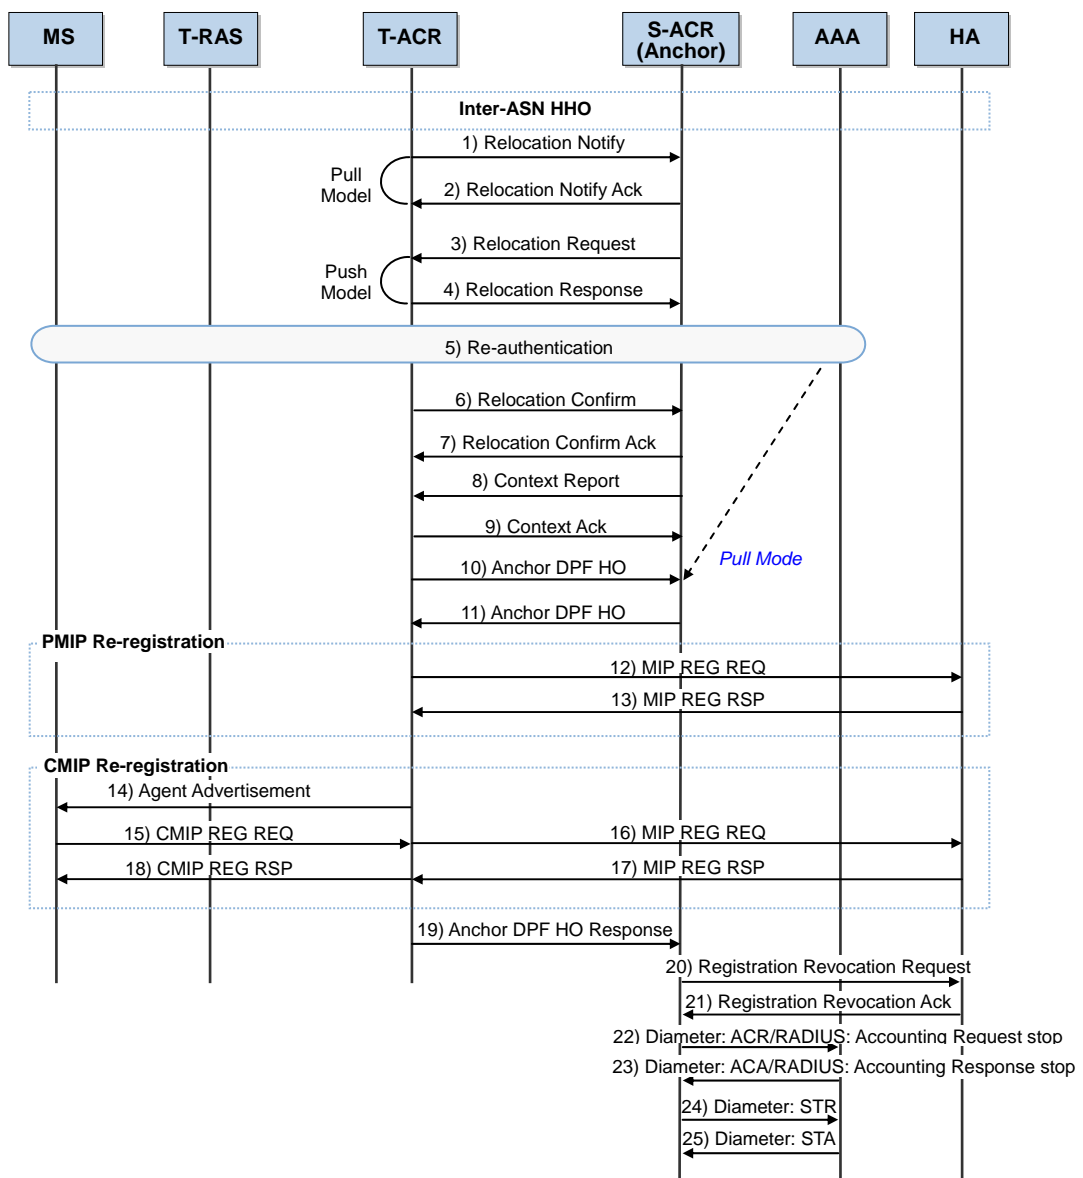 MS
T-RAS
T-ACR
S-ACR
(Anchor)
AAA
HA
Inter-ASN HHO
1) Relocation Notify
Pull
Model
2) Relocation Notify Ack
3) Relocation Request
Push
Model
4) Relocation Response
5) Re-authentication
6) Relocation Confirm
7) Relocation Confirm Ack
8) Context Report
9) Context Ack
Pull Mode
10) Anchor DPF HO
11) Anchor DPF HO
PMIP Re-registration
12) MIP REG REQ
13) MIP REG RSP
CMIP Re-registration
14) Agent Advertisement
15) CMIP REG REQ
16) MIP REG REQ
18) CMIP REG RSP
17) MIP REG RSP
19) Anchor DPF HO Response
20) Registration Revocation Request
21) Registration Revocation Ack
22) Diameter: ACR/RADIUS: Accounting Request stop
23) Diameter: ACA/RADIUS: Accounting Response stop
24) Diameter: STR
25) Diameter: STA